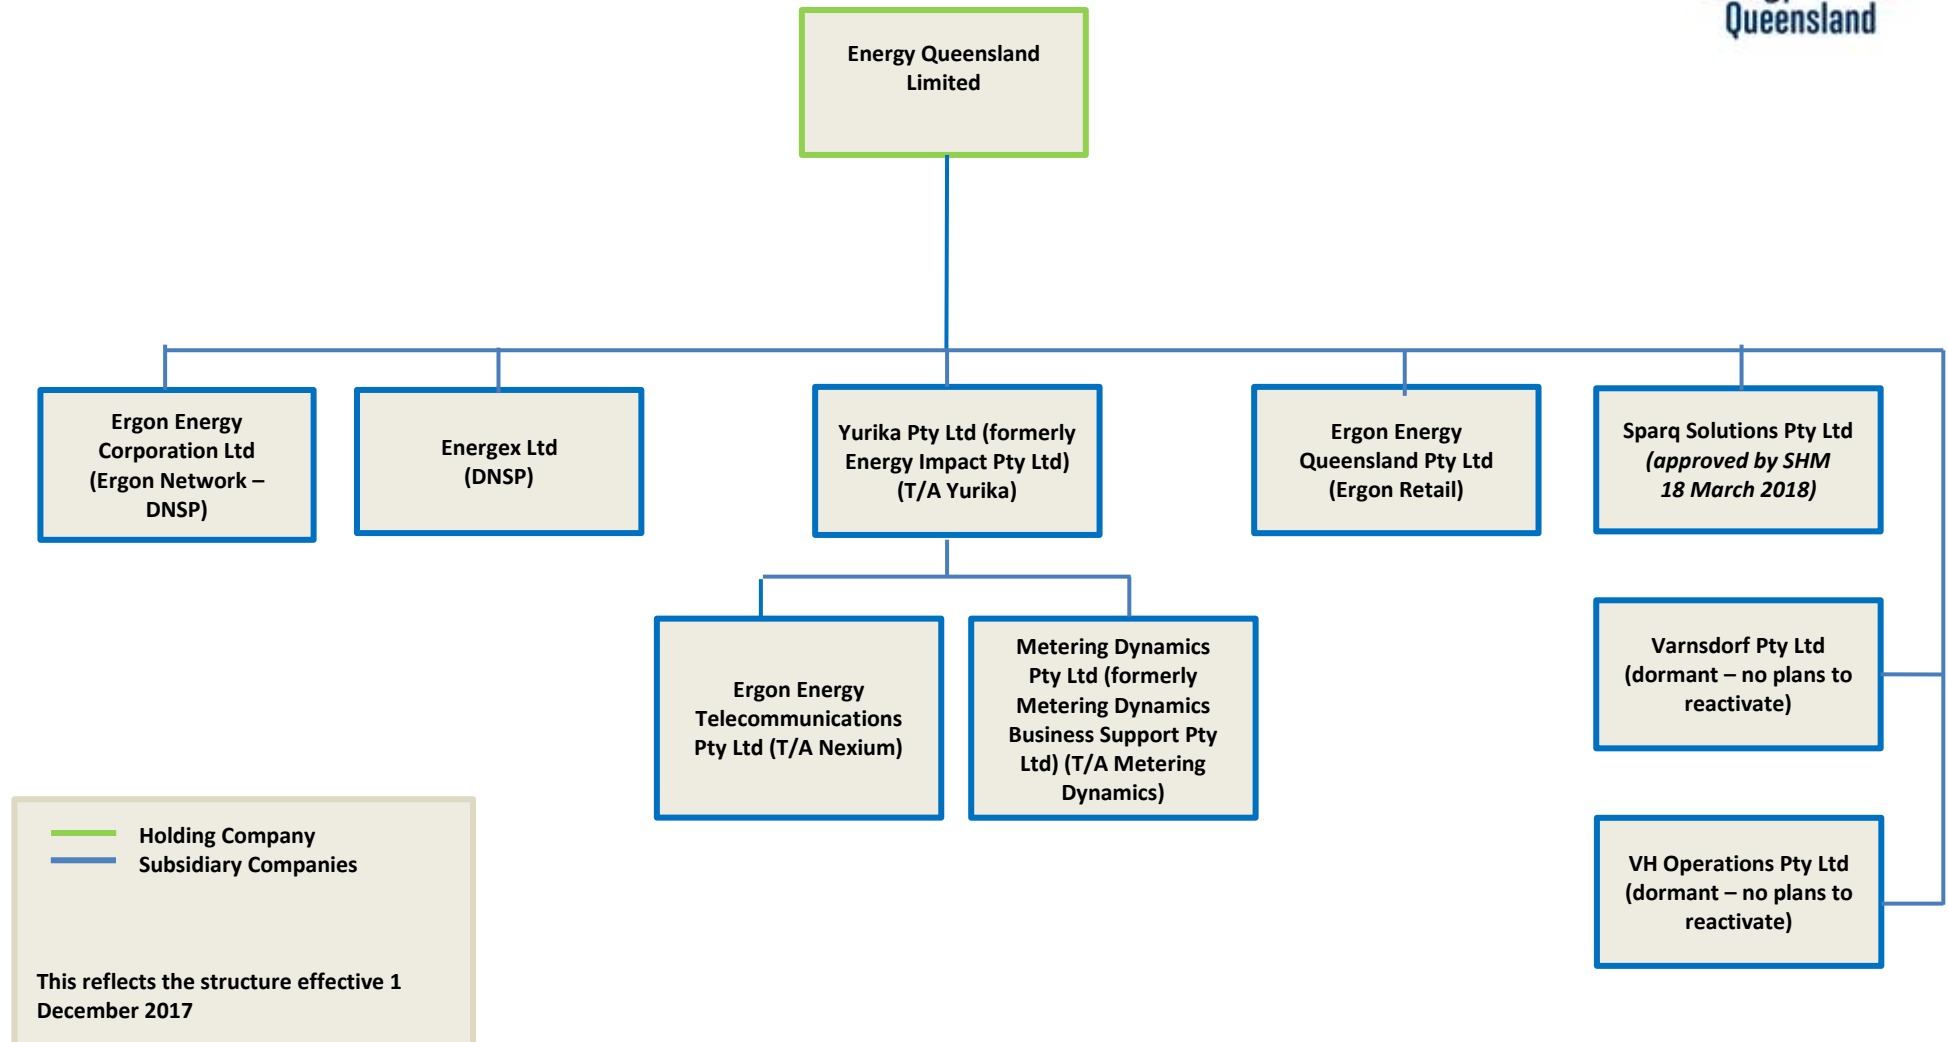 Queensland
Energy Queensland
Limited
Ergon Energy
Corporation Ltd
(Ergon Network –
DNSP)
Energex Ltd
(DNSP)
Yurika Pty Ltd (formerly
Energy Impact Pty Ltd)
(T/A Yurika)
Ergon Energy
Queensland Pty Ltd
(Ergon Retail)
Sparq Solutions Pty Ltd
(approved by SHM
18 March 2018)
Ergon Energy
Telecommunications
Pty Ltd (T/A Nexium)
Metering Dynamics
Pty Ltd (formerly
Metering Dynamics
Business Support Pty
Ltd) (T/A Metering
Dynamics)
Varnsdorf Pty Ltd
(dormant – no plans to
reactivate)
VH Operations Pty Ltd
(dormant – no plans to
reactivate)
Holding Company
Subsidiary Companies
This reflects the structure effective 1
December 2017